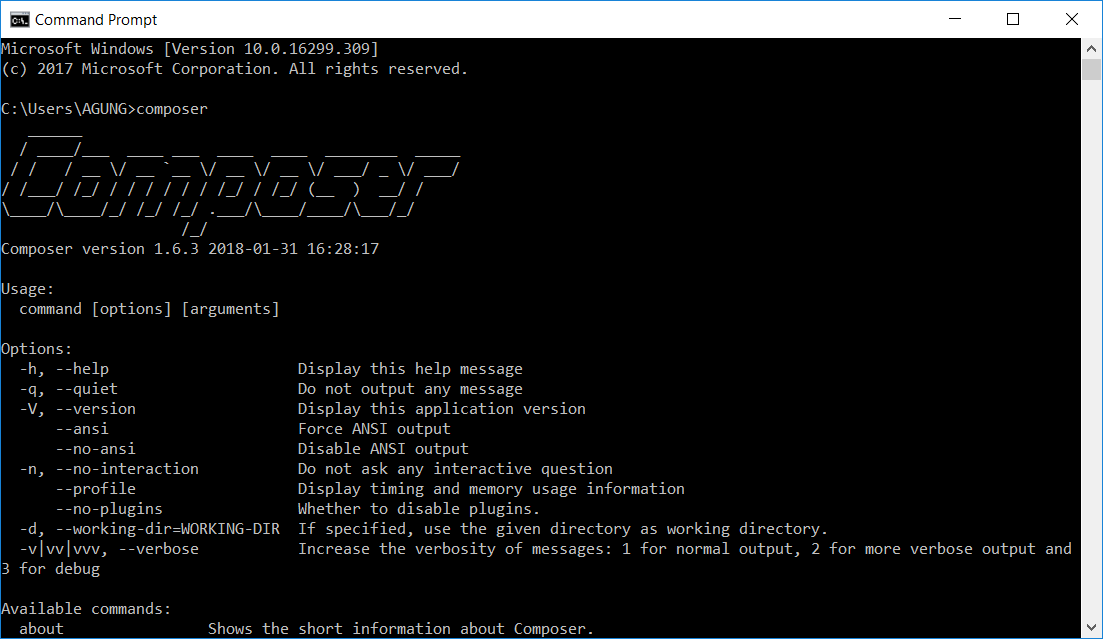 Command Prompt
Microsoft Windows [Version 10.0.16299.309]
(c) 2017 Microsoft Corporation. All rights reserved.
C:\Users\AGUNG>composer
Composer
Composer version 1.6.3 2018-01-31 16:28:17
Usage:
command [options] [arguments]
Options:
-h, --help Display this help message
-q, --quiet Do not output any message
-V, --version Display this application version
--ansi Force ANSI output
--no-ansi Disable ANSI output
-n, --no-interaction Do not ask any interactive question
--profile Display timing and memory usage information
--no-plugins Whether to disable plugins.
-d, --working-dir=WORKING-DIR If specified, use the given directory as working directory.
-v|vv|vvv, --verbose Increase the verbosity of messages: 1 for normal output, 2 for more verbose output and
3 for debug
Available commands:
about Shows the short information about Composer.